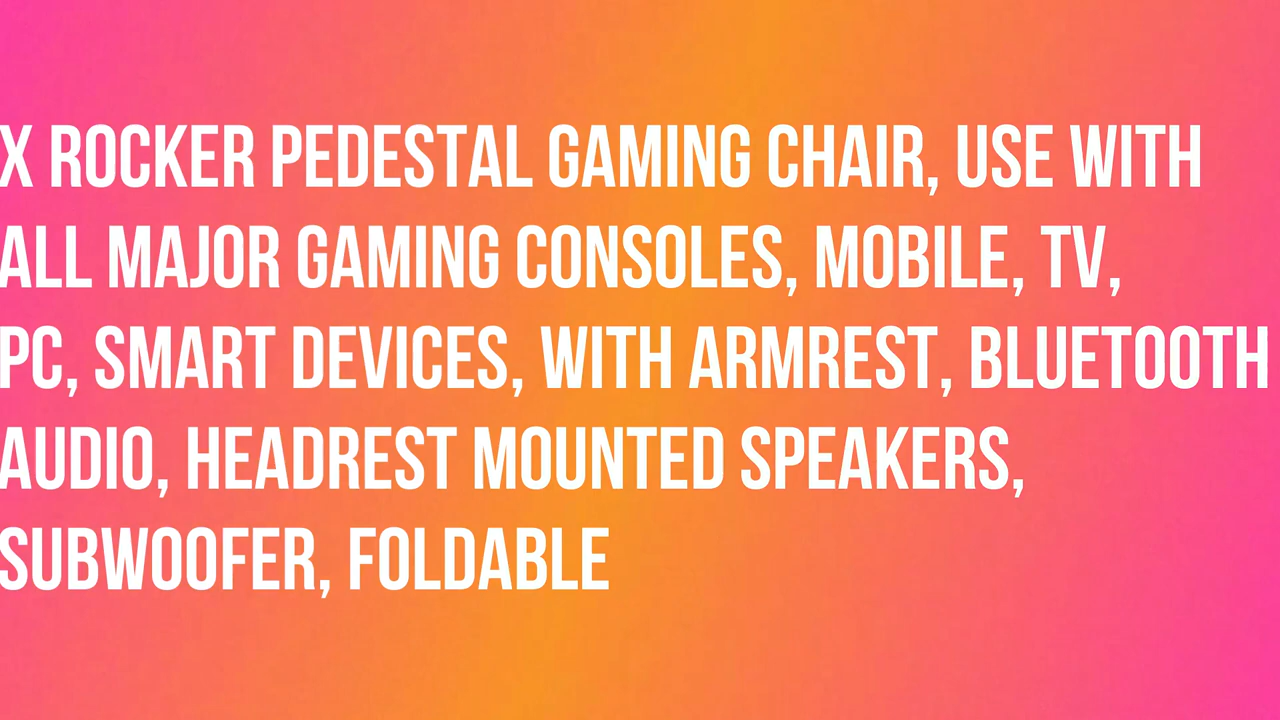 X ROCKER PEDESTAL GAMING CHAIR, USE WITH
ALL MAJOR GAMING CONSOLES, MOBILE, TV,
PC, SMART DEVICES, WITH ARMREST, BLUETOOTH
AUDIO, HEADREST MOUNTED SPEAKERS,
SUBWOOFER, FOLDABLE